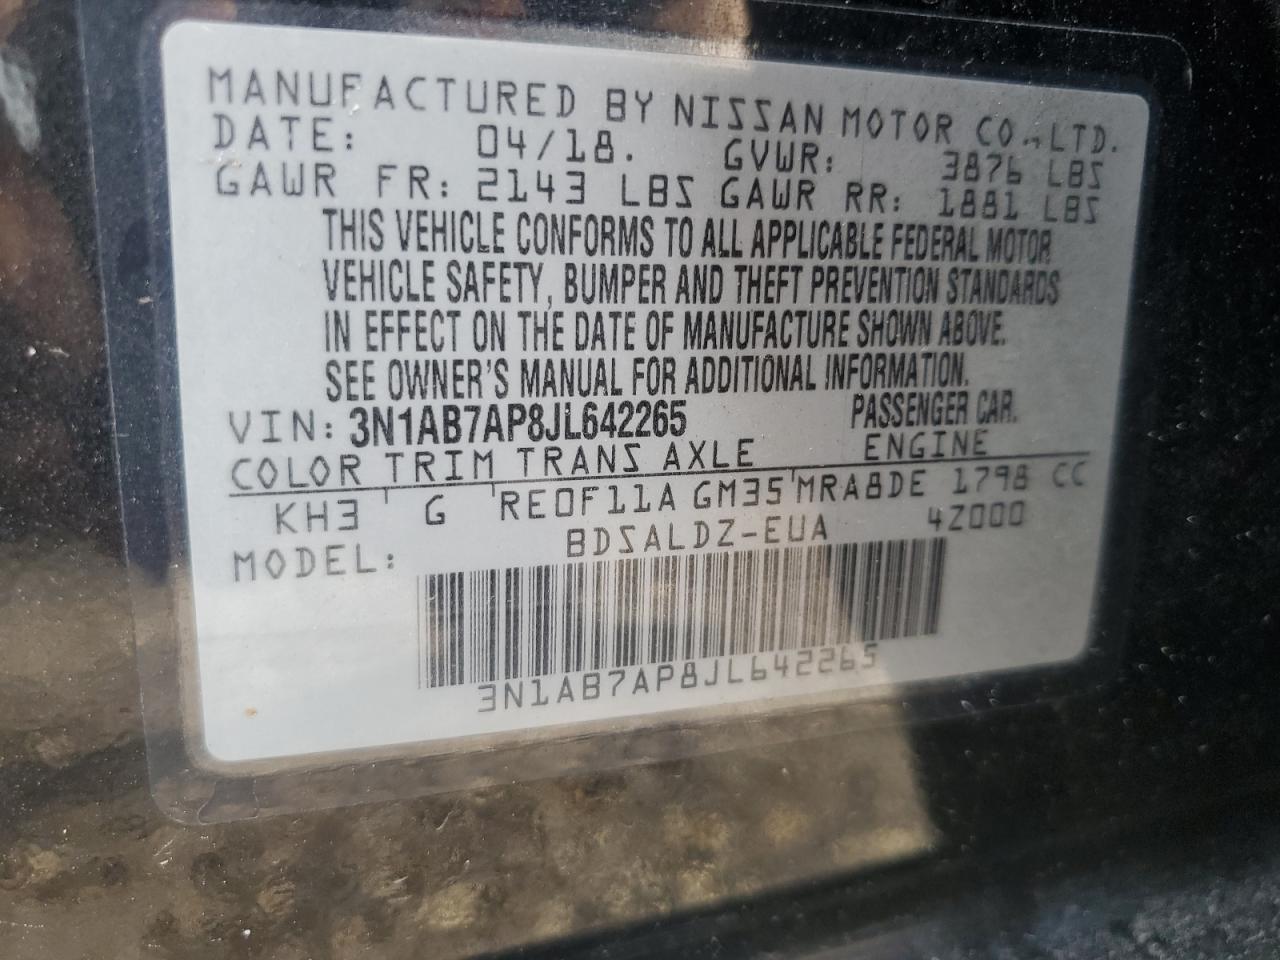 MANUFACTURED BY NISSAN MOTOR CO.,LTD.
DATE: 04/18. GVWR: 3876 LBS
GAWR FR: 2143 LBS GAWR RR: 1881 LBS
THIS VEHICLE CONFORMS TO ALL APPLICABLE FEDERAL MOTOR
VEHICLE SAFETY, BUMPER AND THEFT PREVENTION STANDARDS
IN EFFECT ON THE DATE OF MANUFACTURE SHOWN ABOVE.
SEE OWNER'S MANUAL FOR ADDITIONAL INFORMATION.
VIN: 3N1AB7AP8JL642265 PASSENGER CAR.
COLOR TRIM TRANS AXLE ENGINE
KH3 G RE0F11A GM35 MRA8DE 1798 CC
MODEL: BDSALDZ-EUA 4Z000
3N1AB7AP8JL642265